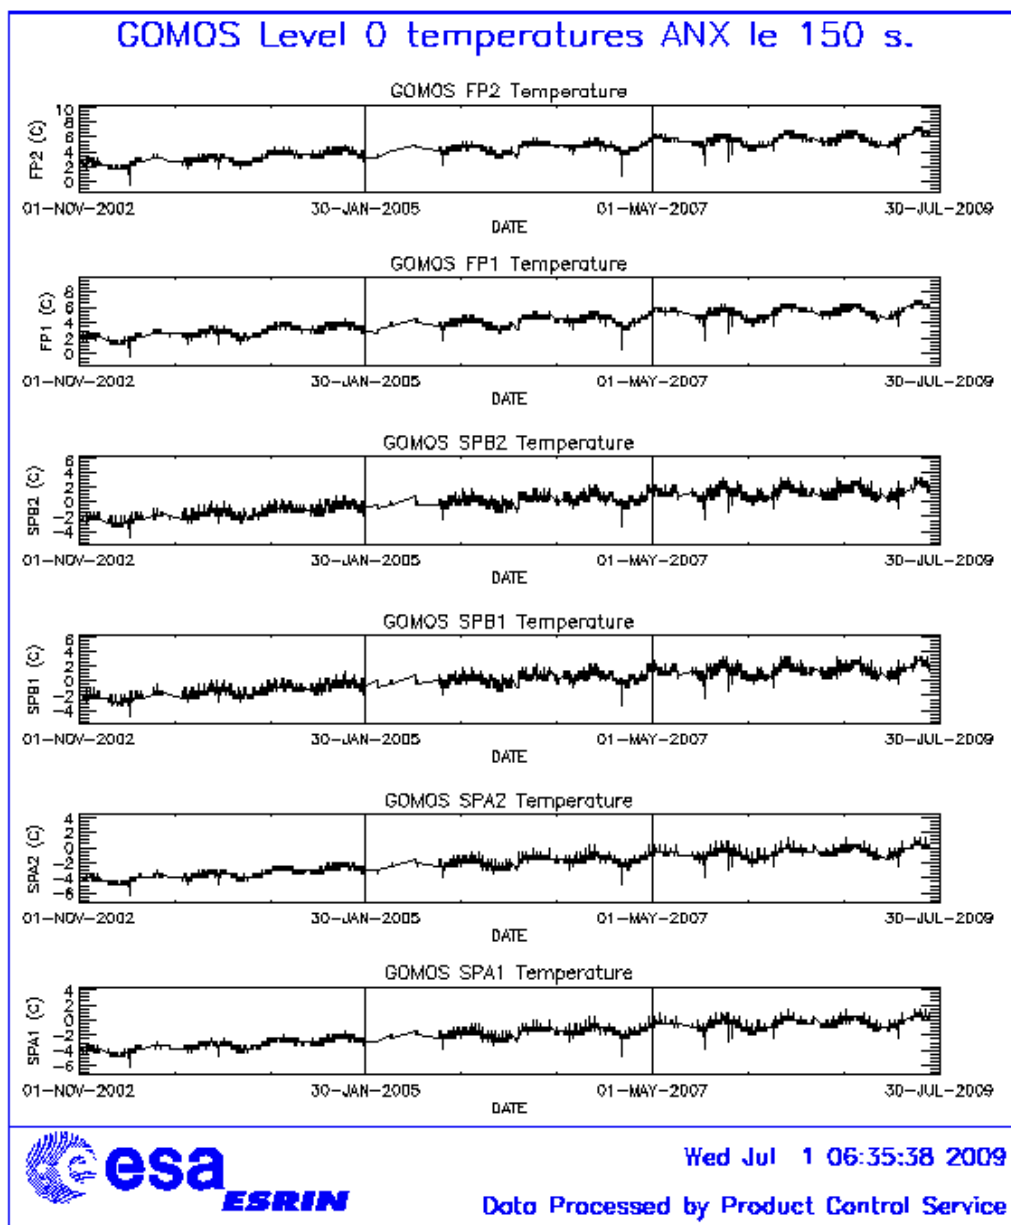 GOMOS Level 0 temperatures ANX le 150 s.
GOMOS FP2 Temperature
FP2 (C)
10
8
6
4
2
0
01-NOV-2002 30-JAN-2005 01-MAY-2007 30-JUL-2009
DATE
GOMOS FP1 Temperature
FP1 (C)
8
6
4
2
0
01-NOV-2002 30-JAN-2005 01-MAY-2007 30-JUL-2009
DATE
GOMOS SPB2 Temperature
SPB2 (C)
6
4
2
0
-2
-4
01-NOV-2002 30-JAN-2005 01-MAY-2007 30-JUL-2009
DATE
GOMOS SPB1 Temperature
SPB1 (C)
6
4
2
0
-2
-4
01-NOV-2002 30-JAN-2005 01-MAY-2007 30-JUL-2009
DATE
GOMOS SPA2 Temperature
SPA2 (C)
4
2
0
-2
-4
-6
01-NOV-2002 30-JAN-2005 01-MAY-2007 30-JUL-2009
DATE
GOMOS SPA1 Temperature
SPA1 (C)
4
2
0
-2
-4
-6
01-NOV-2002 30-JAN-2005 01-MAY-2007 30-JUL-2009
DATE
esa
ESRIN
Wed Jul 1 06:35:38 2009
Data Processed by Product Control Service